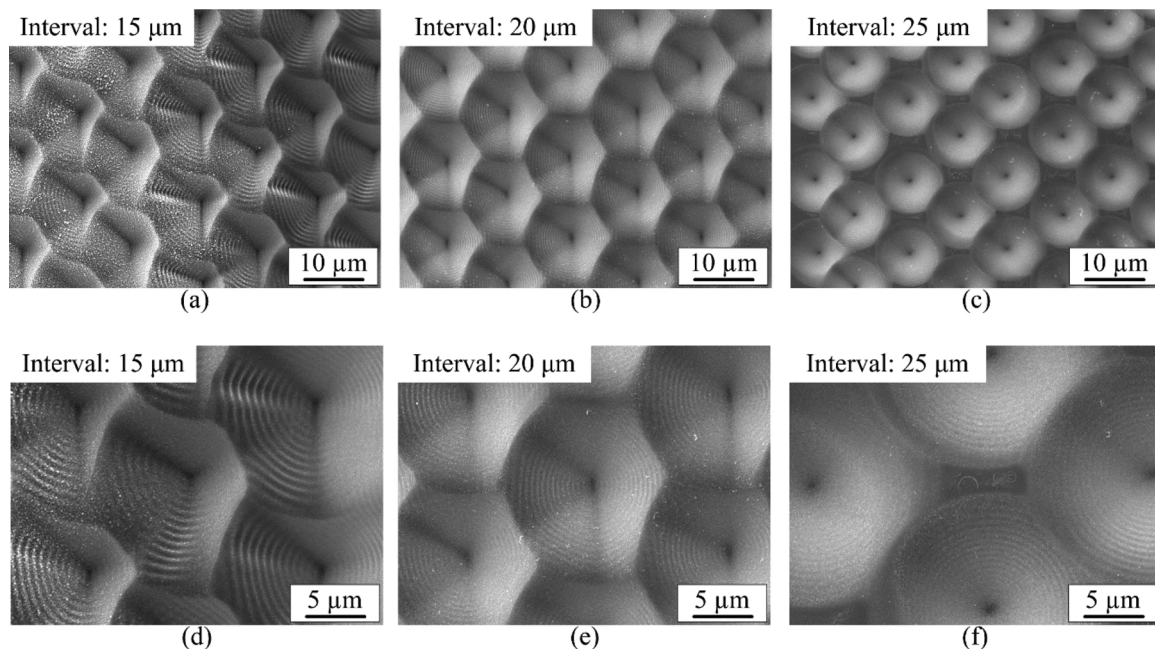 Interval: 15 µm
Interval: 20 µm
Interval: 25 µm
10 µm
10 µm
10 µm
(a)
(b)
(c)
Interval: 15 µm
Interval: 20 µm
Interval: 25 µm
5 µm
5 µm
5 µm
(d)
(e)
(f)